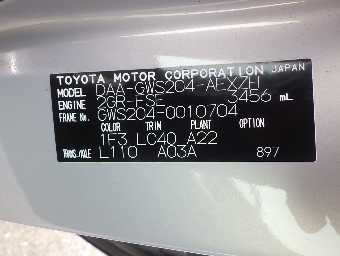 TOYOTA MOTOR CORPORATION JAPAN
MODEL DAA-GWS204-AEXZH
ENGINE 2GR-FSE 3456 mL
FRAME No. GWS204-0010704
COLOR TRIM PLANT OPTION
1F3 LC40 A22
TRANS./AXLE L110 A03A 897